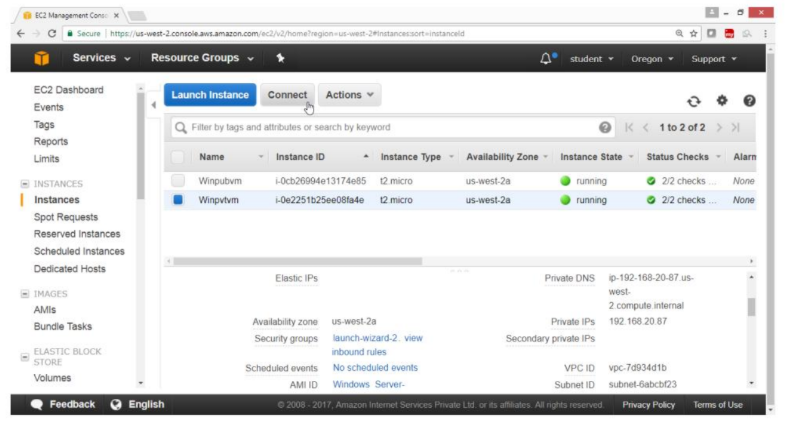 EC2 Management Conso
Secure | https://us-west-2.console.aws.amazon.com/ec2/v2/home?region=us-west-2#Instances:sort=instanceId
Services Resource Groups student Oregon Support
EC2 Dashboard
Events
Tags
Reports
Limits
INSTANCES
Instances
Spot Requests
Reserved Instances
Scheduled Instances
Dedicated Hosts
IMAGES
AMIs
Bundle Tasks
ELASTIC BLOCK
STORE
Volumes
Launch Instance Connect Actions
Filter by tags and attributes or search by keyword 1 to 2 of 2
Name Instance ID Instance Type Availability Zone Instance State Status Checks Alarm
Winpubvm i-0cb26994e13174e85 t2.micro us-west-2a running 2/2 checks ... None
Winpvtvm i-0e2251b25ee08fa4e t2.micro us-west-2a running 2/2 checks ... None
Elastic IPs Private DNS ip-192-168-20-87.us-
west-
2.compute.internal
Availability zone us-west-2a Private IPs 192.168.20.87
Security groups launch-wizard-2. view Secondary private IPs
inbound rules
Scheduled events No scheduled events VPC ID vpc-7d934d1b
AMI ID Windows_Server- Subnet ID subnet-6abcbf23
Feedback English © 2008 - 2017, Amazon Internet Services Private Ltd. or its affiliates. All rights reserved. Privacy Policy Terms of Use